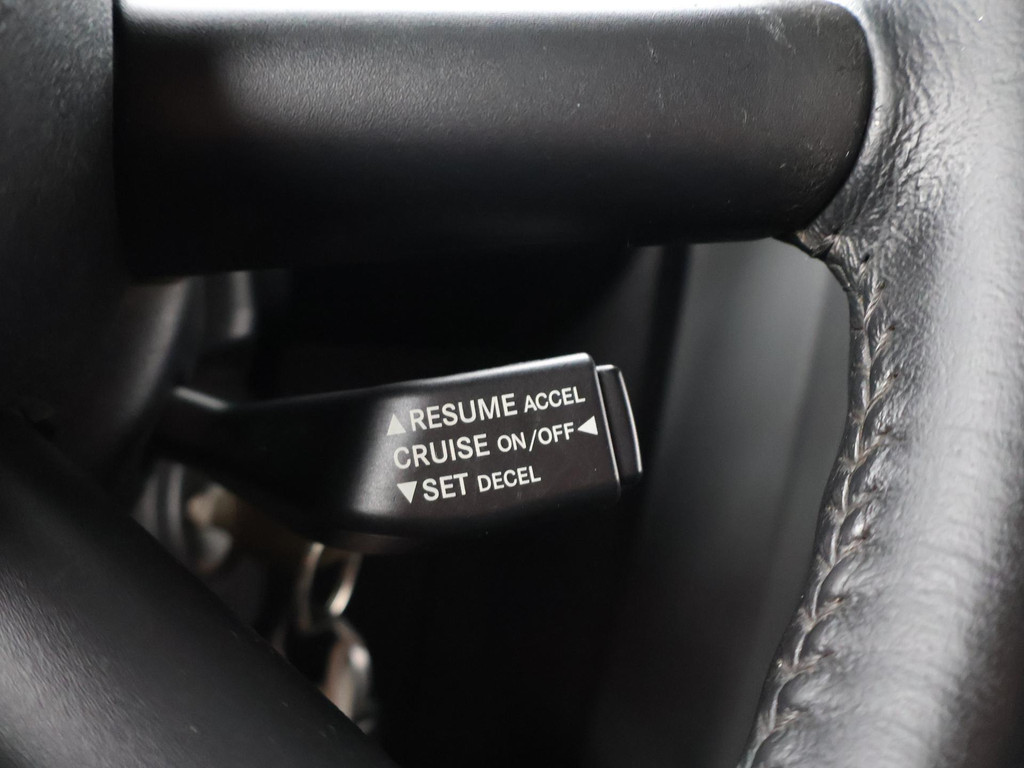 ▲RESUME ACCEL
CRUISE ON/OFF◀
▼SET DECEL